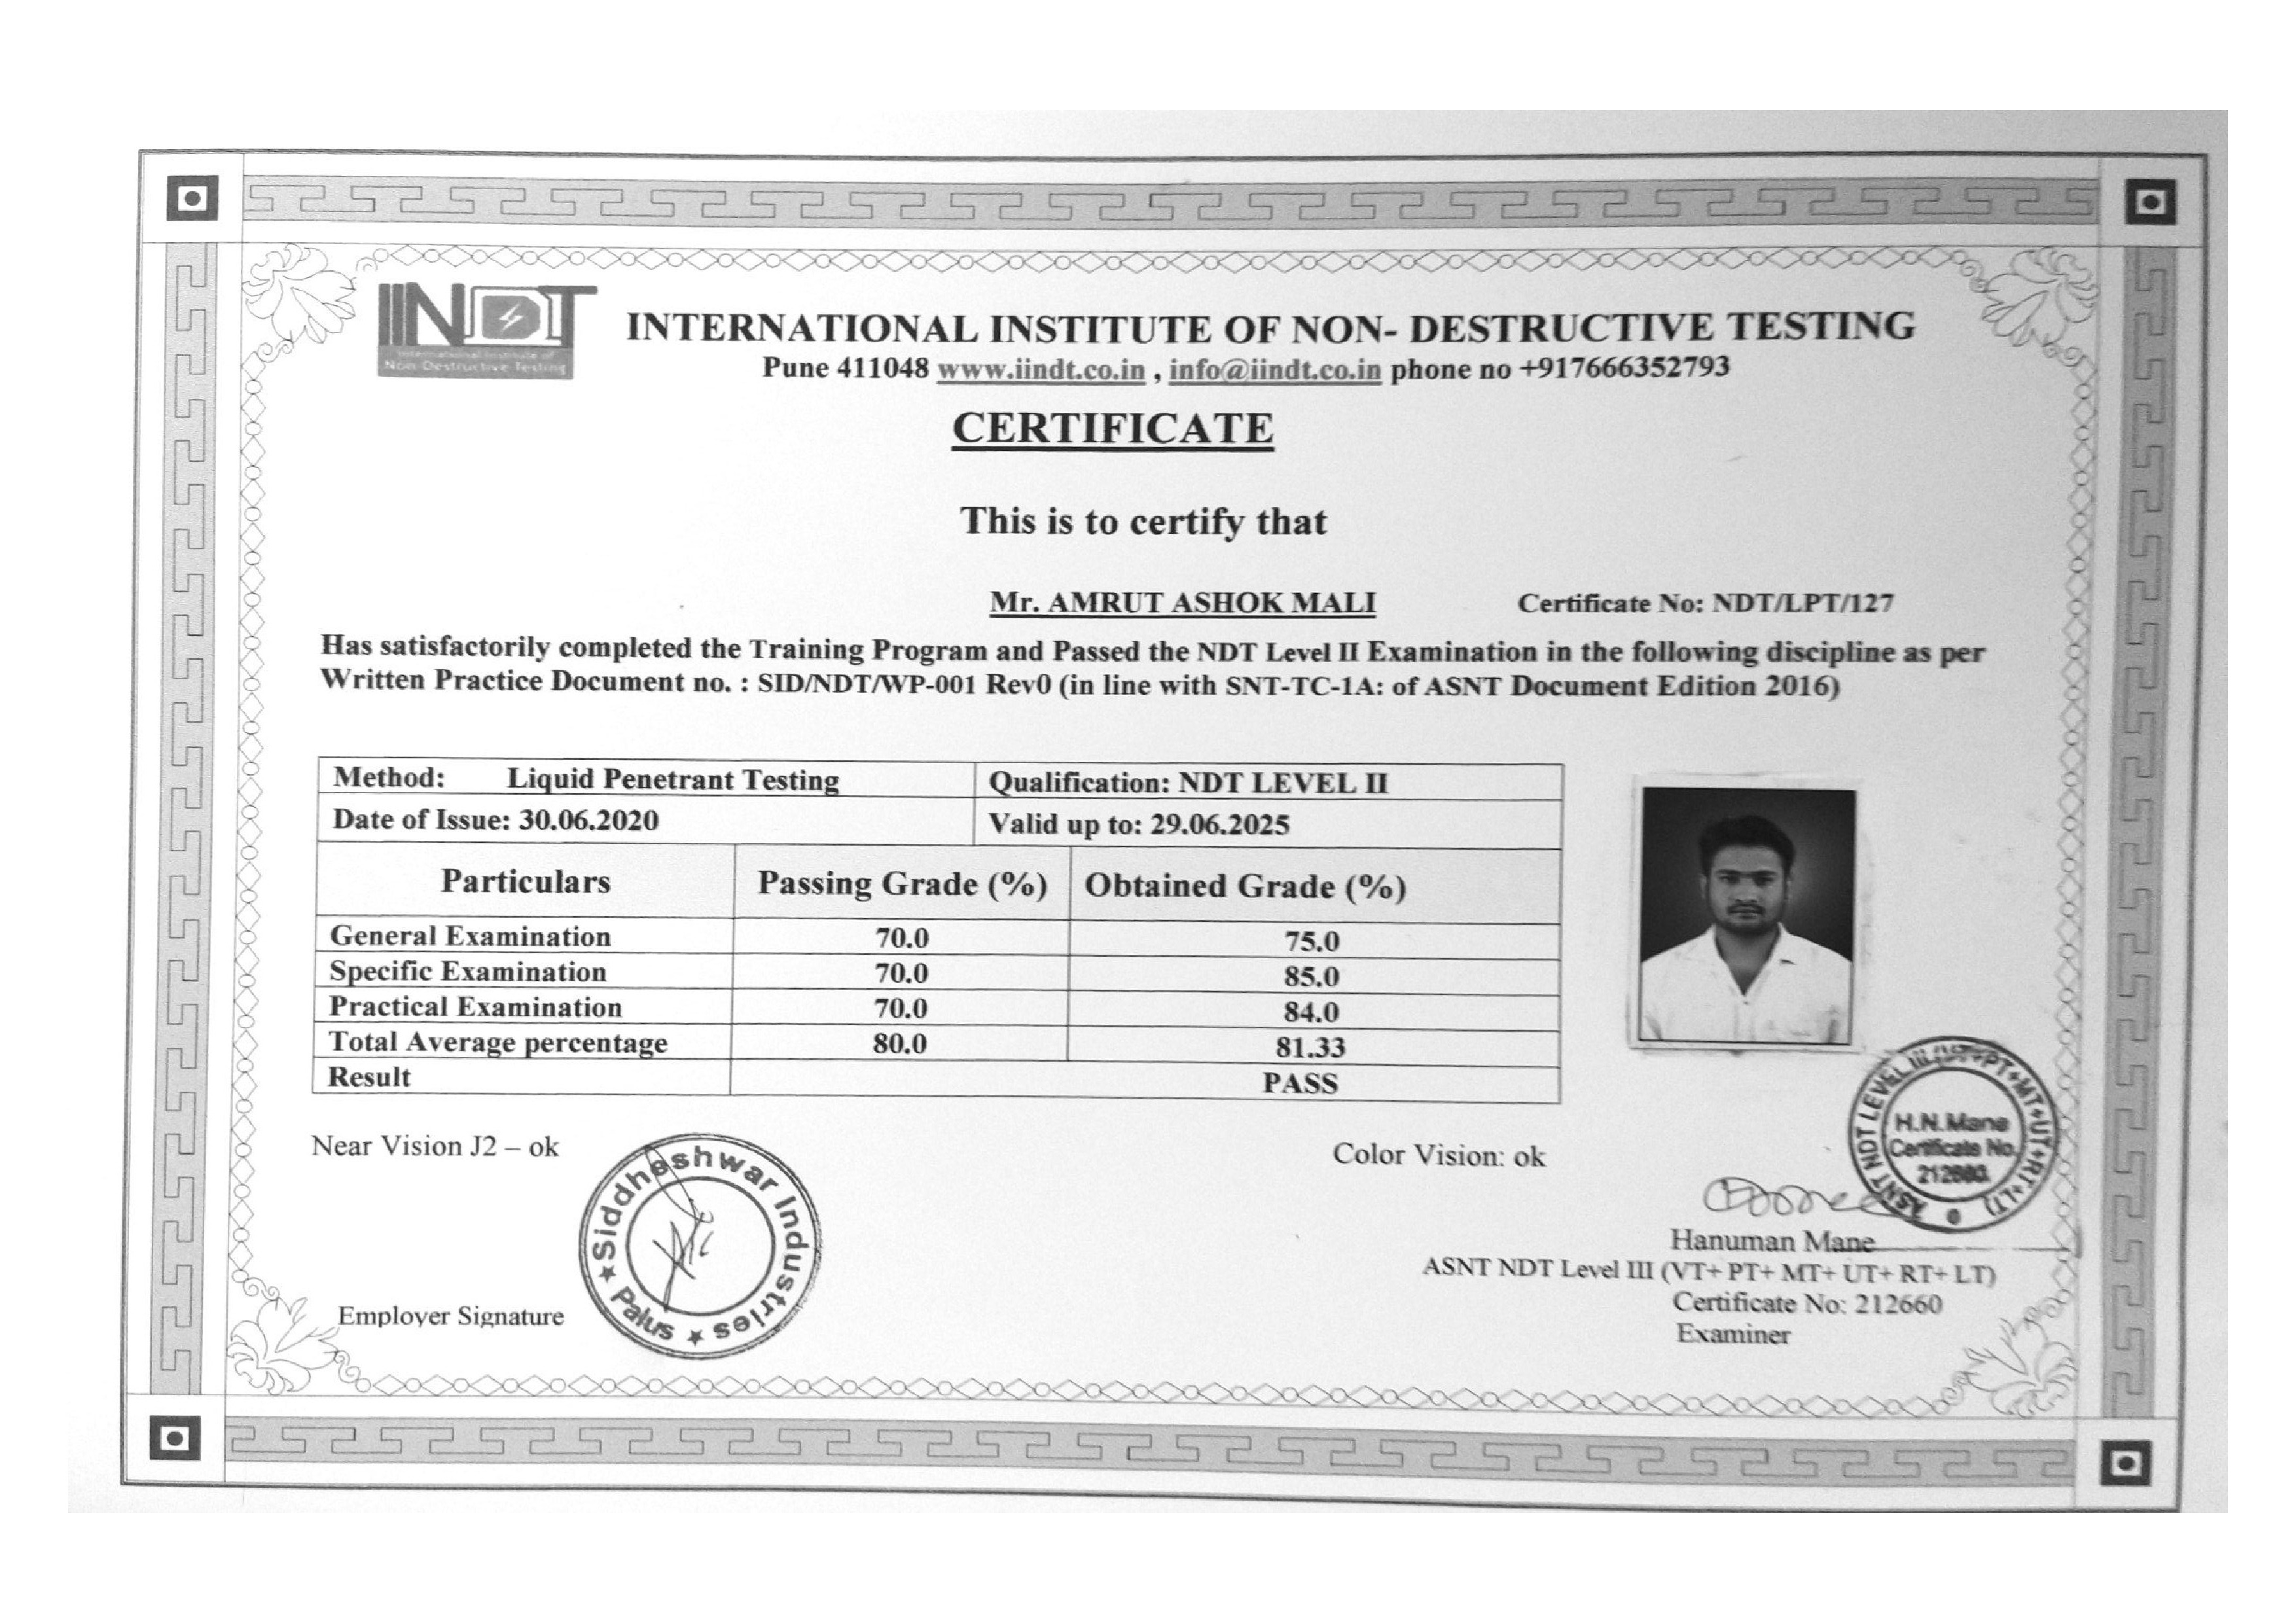 IINDT
International Institute of
Non Destructive Testing
INTERNATIONAL INSTITUTE OF NON- DESTRUCTIVE TESTING
Pune 411048 www.iindt.co.in , info@iindt.co.in phone no +917666352793
CERTIFICATE
This is to certify that
Mr. AMRUT ASHOK MALI Certificate No: NDT/LPT/127
Has satisfactorily completed the Training Program and Passed the NDT Level II Examination in the following discipline as per
Written Practice Document no. : SID/NDT/WP-001 Rev0 (in line with SNT-TC-1A: of ASNT Document Edition 2016)
Method: Liquid Penetrant Testing Qualification: NDT LEVEL II
Date of Issue: 30.06.2020 Valid up to: 29.06.2025
Particulars Passing Grade (%) Obtained Grade (%)
General Examination 70.0 75.0
Specific Examination 70.0 85.0
Practical Examination 70.0 84.0
Total Average percentage 80.0 81.33
Result PASS
Near Vision J2 – ok Color Vision: ok
Siddheshwar Industries
Palus
ASNT NDT LEVEL III (VT+PT+MT+UT+RT+LT)
H.N.Mane
Certificate No.
212660
Hanuman Mane
ASNT NDT Level III (VT+ PT+ MT+ UT+ RT+ LT)
Certificate No: 212660
Employer Signature
Examiner